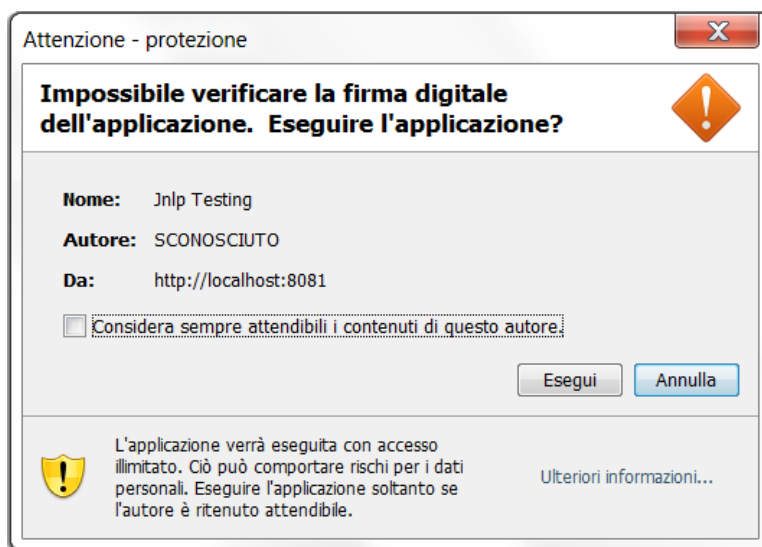 Attenzione - protezione
Impossibile verificare la firma digitale
dell'applicazione. Eseguire l'applicazione?
Nome: Jnlp Testing
Autore: SCONOSCIUTO
Da: http://localhost:8081
Considera sempre attendibili i contenuti di questo autore.
Esegui Annulla
L'applicazione verrà eseguita con accesso
illimitato. Ciò può comportare rischi per i dati
personali. Eseguire l'applicazione soltanto se
l'autore è ritenuto attendibile.
Ulteriori informazioni...